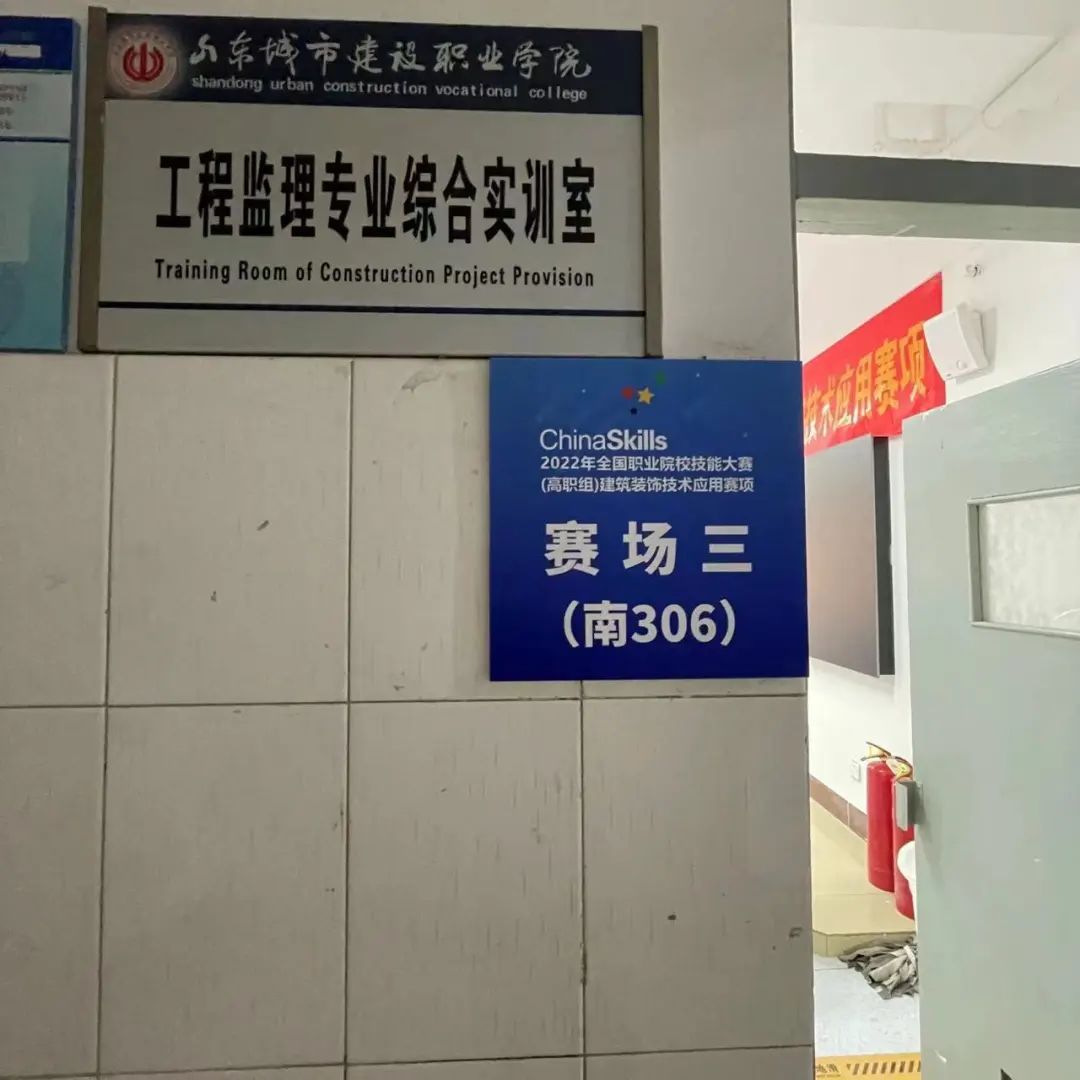 山东城市建设职业学院
shandong urban construction vocational college
工程监理专业综合实训室
Training Room of Construction Project Provision
ChinaSkills
2022年全国职业院校技能大赛
(高职组)建筑装饰技术应用赛项
赛场三
（南306）
技术应用赛项